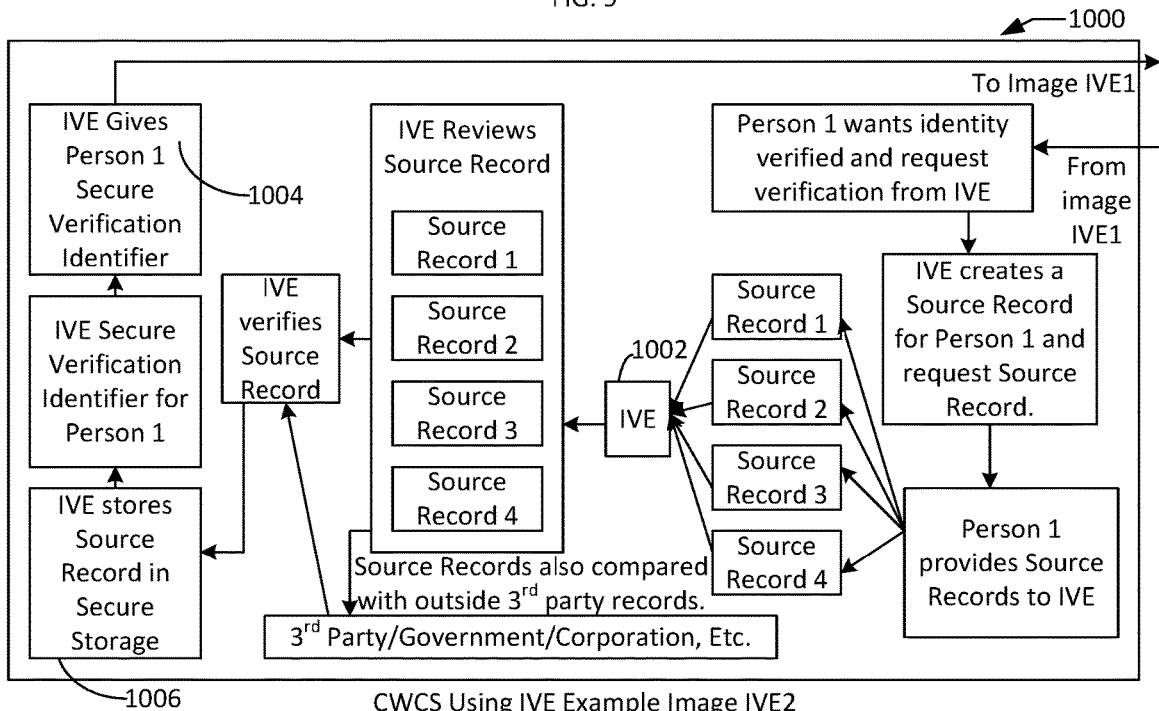 1000
To Image IVE1
IVE Gives
Person 1
Secure
Verification
Identifier
1004
IVE Secure
Verification
Identifier for
Person 1
IVE stores
Source
Record in
Secure
Storage
1006
IVE
verifies
Source
Record
IVE Reviews
Source Record
Source
Record 1
Source
Record 2
Source
Record 3
Source
Record 4
Source Records also compared
with outside 3rd party records.
3rd Party/Government/Corporation, Etc.
1002
IVE
Source
Record 1
Source
Record 2
Source
Record 3
Source
Record 4
Person 1 wants identity
verified and request
verification from IVE
From
image
IVE1
IVE creates a
Source Record
for Person 1 and
request Source
Record.
Person 1
provides Source
Records to IVE
CWCS Using IVE Example Image IVE2